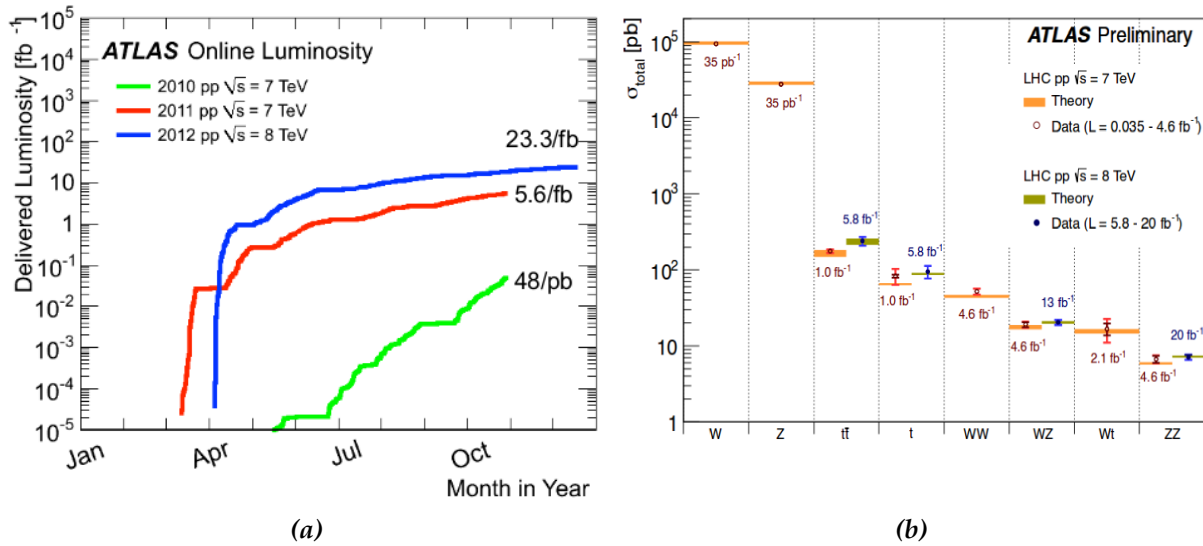 Delivered Luminosity [fb⁻¹]
10⁵
10⁴
10³
10²
10
1
10⁻¹
10⁻²
10⁻³
10⁻⁴
10⁻⁵
ATLAS Online Luminosity
2010 pp √s = 7 TeV
2011 pp √s = 7 TeV
2012 pp √s = 8 TeV
23.3/fb
5.6/fb
48/pb
Jan Apr Jul Oct
Month in Year
(a)
σtotal [pb]
10⁵
10⁴
10³
10²
10
1
ATLAS Preliminary
LHC pp √s = 7 TeV
Theory
Data (L = 0.035 - 4.6 fb⁻¹)
LHC pp √s = 8 TeV
Theory
Data (L = 5.8 - 20 fb⁻¹)
35 pb⁻¹
35 pb⁻¹
5.8 fb⁻¹
1.0 fb⁻¹
5.8 fb⁻¹
1.0 fb⁻¹
4.6 fb⁻¹
13 fb⁻¹
4.6 fb⁻¹
2.1 fb⁻¹
20 fb⁻¹
4.6 fb⁻¹
W Z tt̄ t WW WZ Wt ZZ
(b)